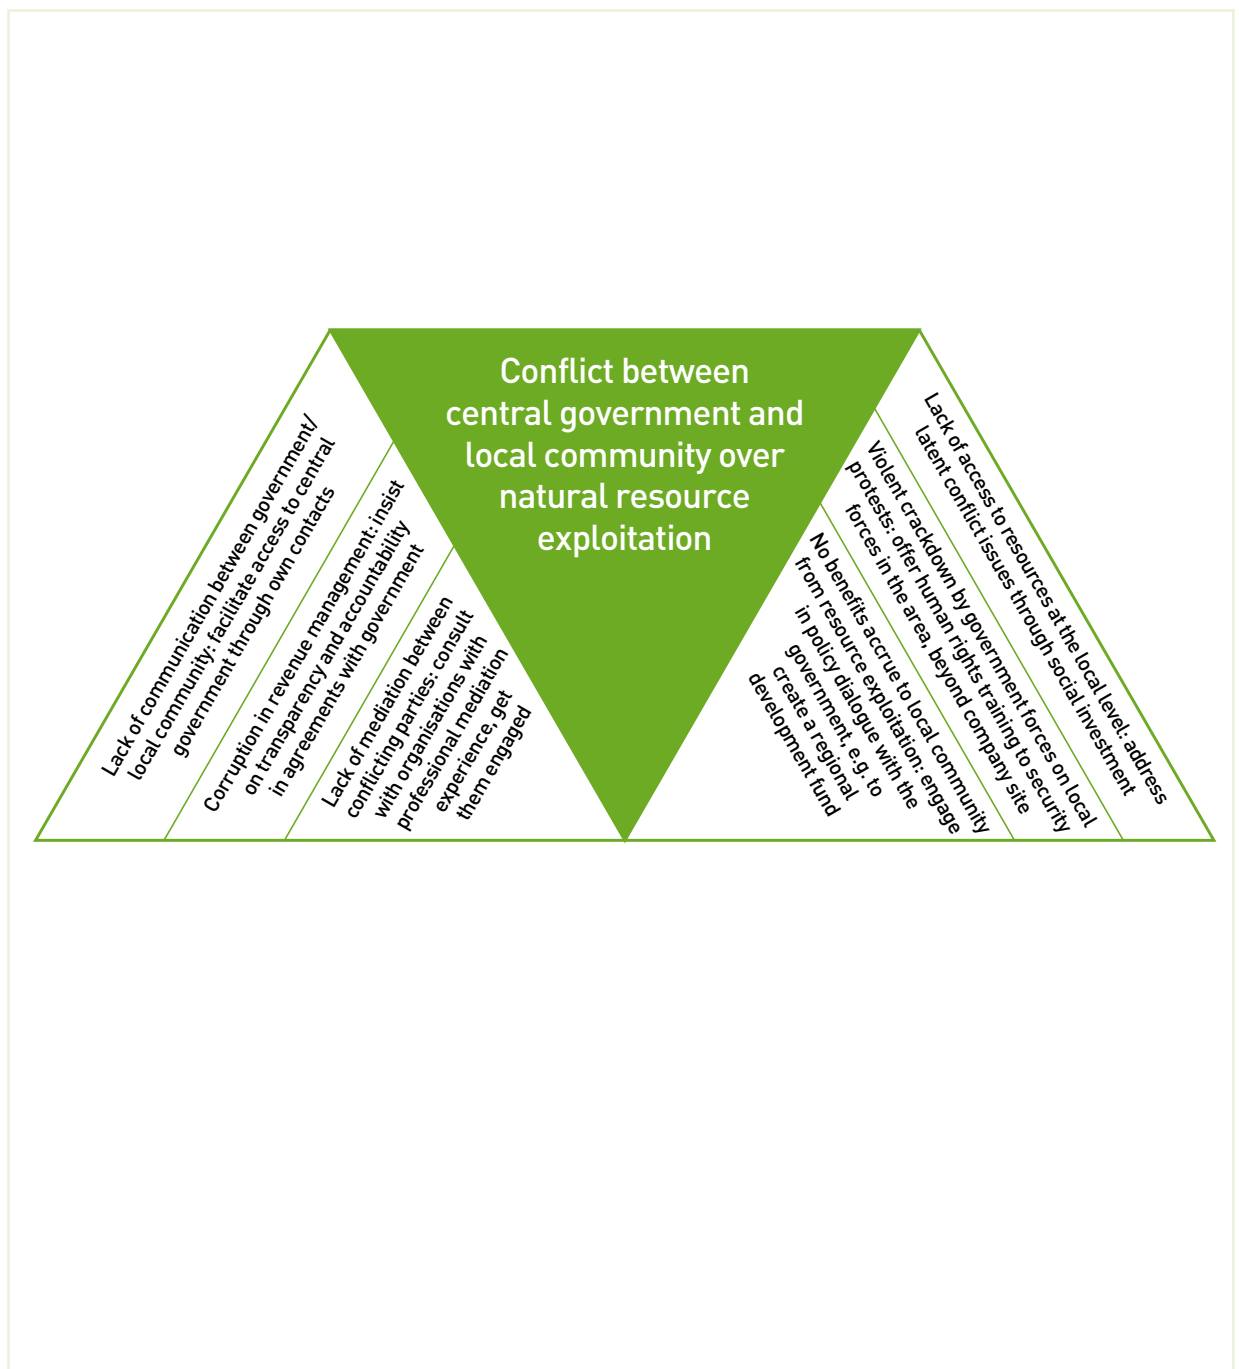 Conflict between
central government and
local community over
natural resource
exploitation
Lack of communication between government/
local community: facilitate access to central
government through own contacts
Corruption in revenue management: insist
on transparency and accountability
in agreements with government
Lack of mediation between
conflicting parties: consult
with organisations with
professional mediation
experience, get
them engaged
Lack of access to resources at the local level: address
latent conflict issues through social investment
Violent crackdown by government forces on local
protests: offer human rights training to security
forces in the area, beyond company site
No benefits accrue to local community
from resource exploitation: engage
in policy dialogue with the
government, e.g. to
create a regional
development fund